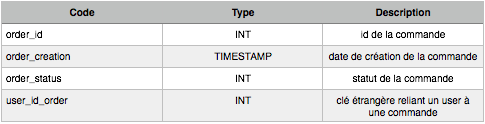 Code Type Description
order_id INT id de la commande
order_creation TIMESTAMP date de création de la commande
order_status INT statut de la commande
user_id_order INT clé étrangère reliant un user à
une commande